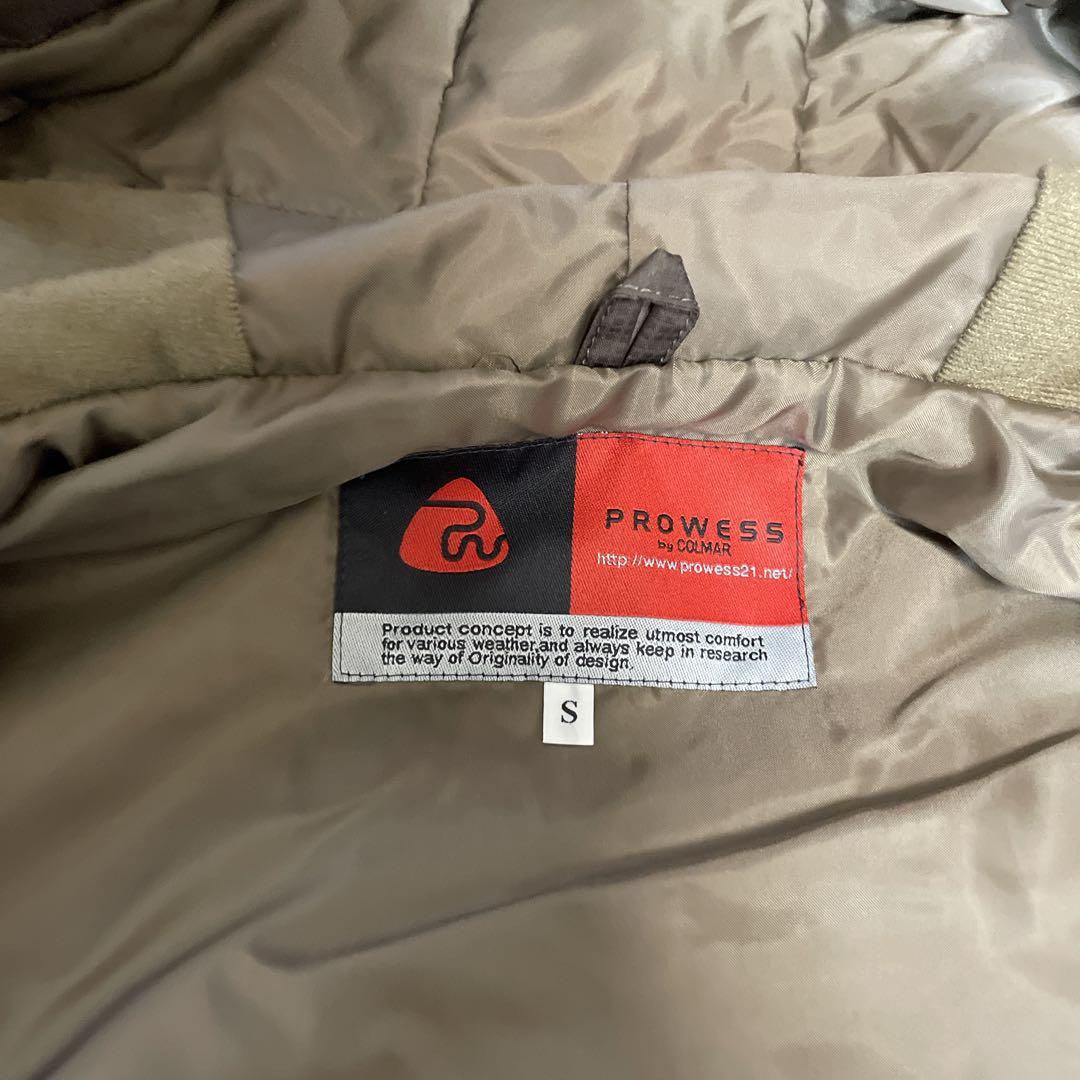 PROWESS
by COLMAR
http://www.prowess21.net/
Product concept is to realize utmost comfort
for various weather,and always keep in research
the way of Originality of design.
S